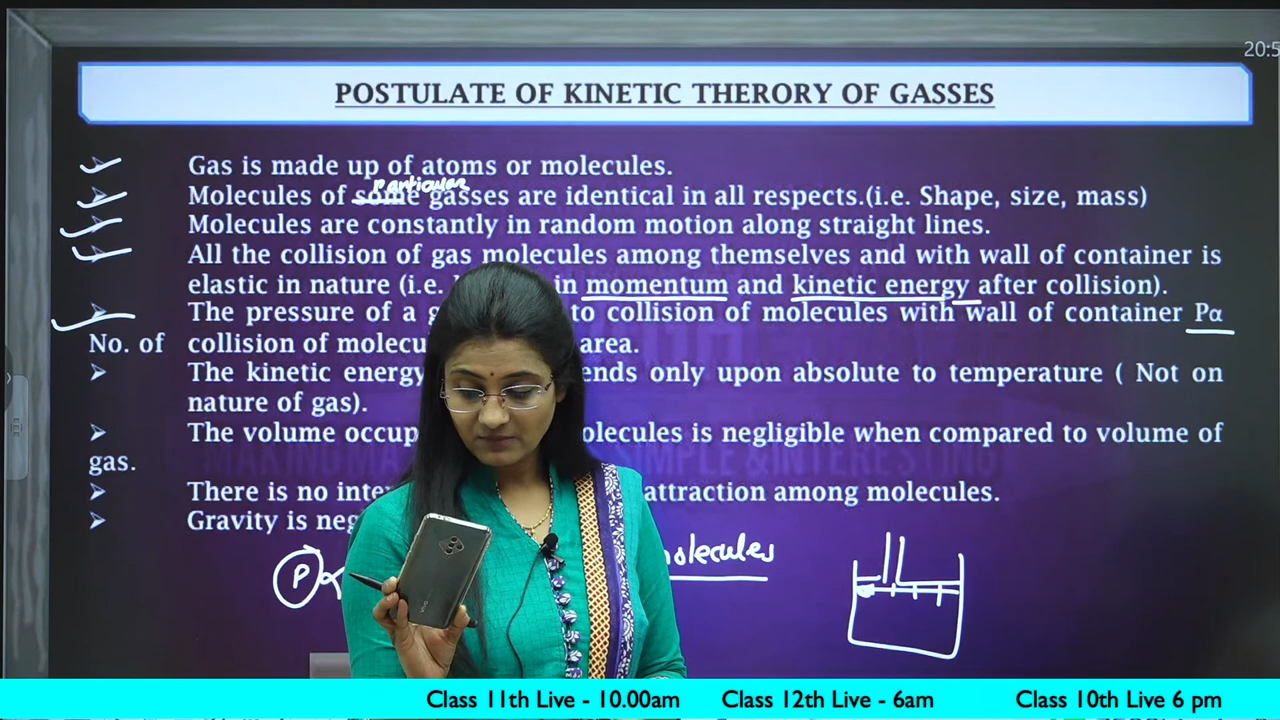 20:5
POSTULATE OF KINETIC THERORY OF GASSES
➤ Gas is made up of atoms or molecules.
particular
➤ Molecules of some gasses are identical in all respects.(i.e. Shape, size, mass)
➤ Molecules are constantly in random motion along straight lines.
➤ All the collision of gas molecules among themselves and with wall of container is
elastic in nature (i.e. in momentum and kinetic energy after collision).
➤ The pressure of a to collision of molecules with wall of container Pα
No. of collision of molecu area.
➤ The kinetic energy ends only upon absolute to temperature ( Not on
nature of gas).
➤ The volume occup olecules is negligible when compared to volume of
gas.
➤ There is no inte attraction among molecules.
➤ Gravity is neg
P α molecules
vivo
Class 11th Live - 10.00am Class 12th Live - 6am Class 10th Live 6 pm